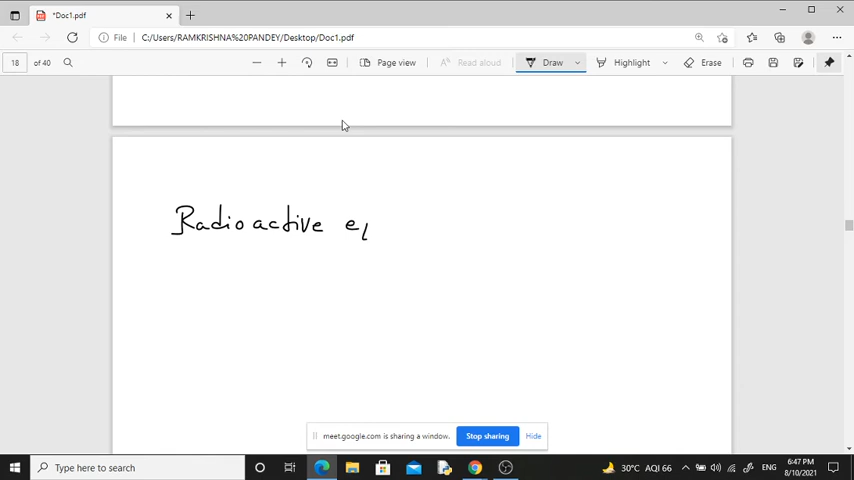 *Doc1.pdf
File C:/Users/RAMKRISHNA%20PANDEY/Desktop/Doc1.pdf
18 of 40 Page view Read aloud Draw Highlight Erase
Radioactive
meet.google.com is sharing a window. Stop sharing Hide
Type here to search 30°C AQI 66 ENG 6:47 PM
8/10/2021